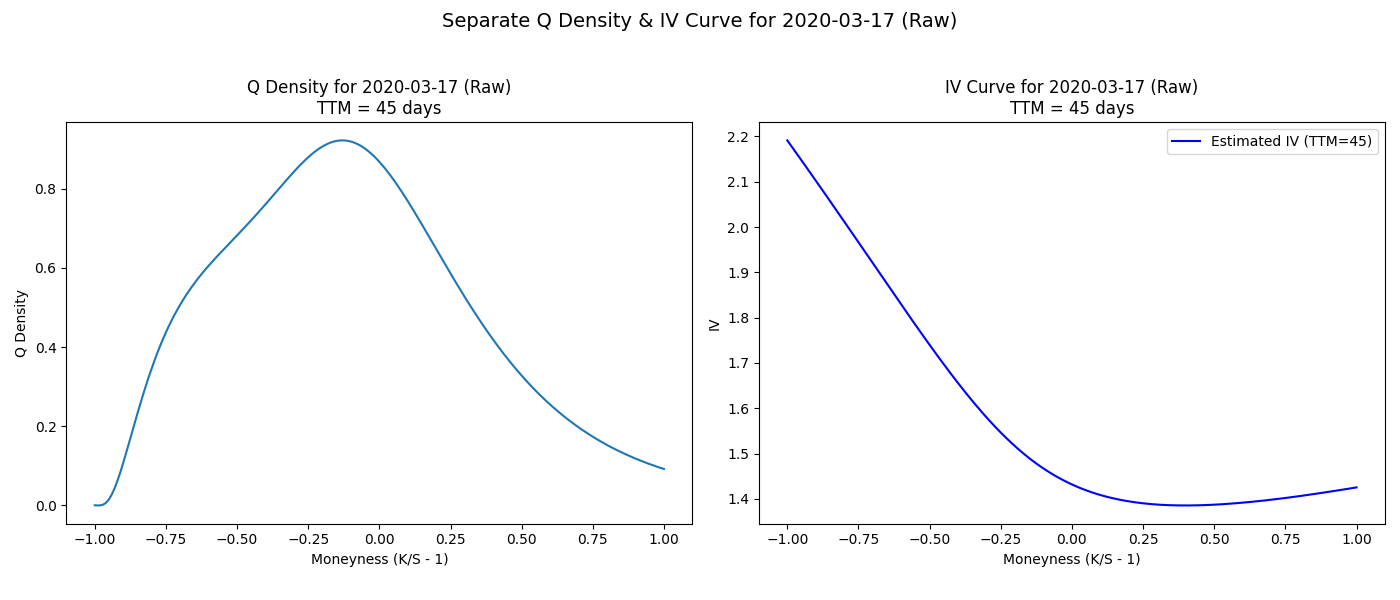 Separate Q Density & IV Curve for 2020-03-17 (Raw)
Q Density for 2020-03-17 (Raw)
TTM = 45 days
Q Density
0.8
0.6
0.4
0.2
0.0
−1.00 −0.75 −0.50 −0.25 0.00 0.25 0.50 0.75 1.00
Moneyness (K/S - 1)
IV Curve for 2020-03-17 (Raw)
TTM = 45 days
Estimated IV (TTM=45)
IV
2.2
2.1
2.0
1.9
1.8
1.7
1.6
1.5
1.4
−1.00 −0.75 −0.50 −0.25 0.00 0.25 0.50 0.75 1.00
Moneyness (K/S - 1)